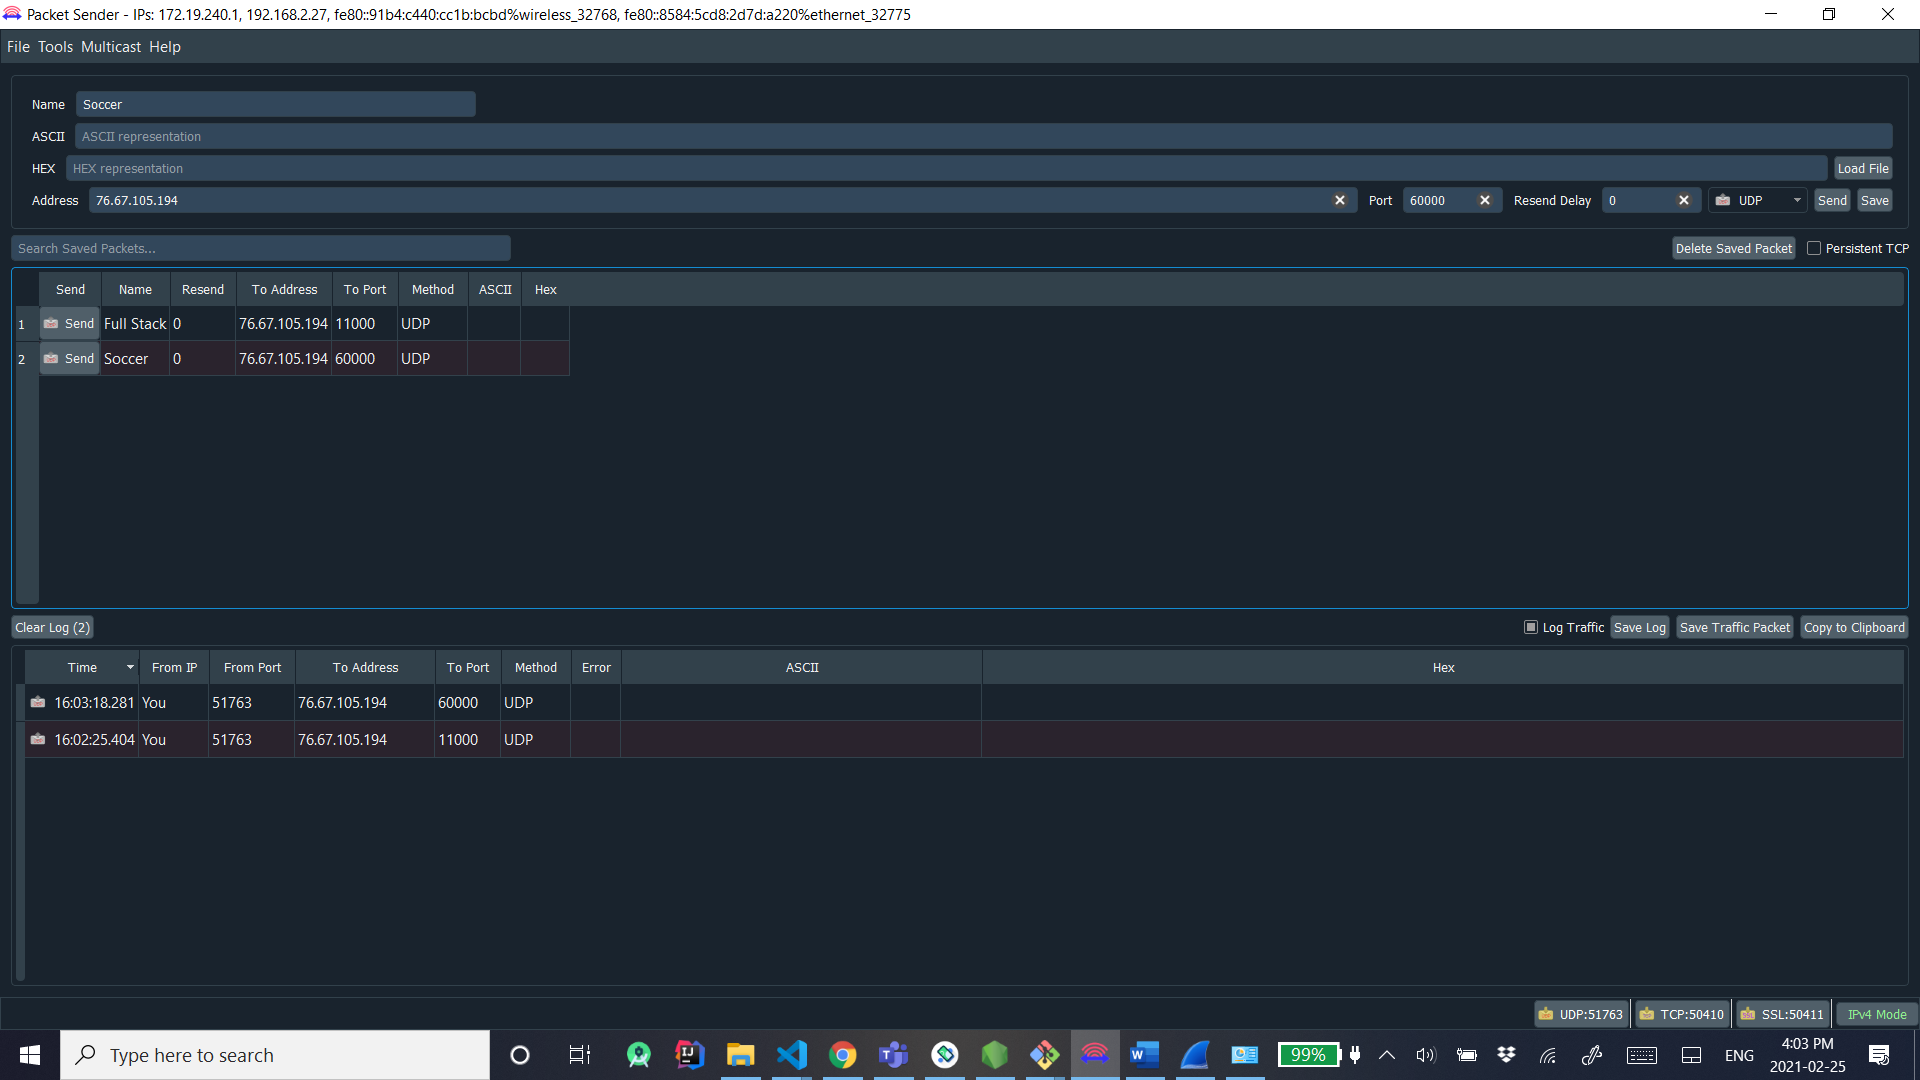 Packet Sender - IPs: 172.19.240.1, 192.168.2.27, fe80::91b4:c440:cc1b:bcbd%wireless_32768, fe80::8584:5cd8:2d7d:a220%ethernet_32775
File Tools Multicast Help
Name Soccer
ASCII ASCII representation
HEX HEX representation Load File
Address 76.67.105.194 Port 60000 Resend Delay 0 UDP Send Save
Search Saved Packets... Delete Saved Packet Persistent TCP
Send Name Resend To Address To Port Method ASCII Hex
1 Send Full Stack 0 76.67.105.194 11000 UDP
2 Send Soccer 0 76.67.105.194 60000 UDP
Clear Log (2) Log Traffic Save Log Save Traffic Packet Copy to Clipboard
Time From IP From Port To Address To Port Method Error ASCII Hex
16:03:18.281 You 51763 76.67.105.194 60000 UDP
16:02:25.404 You 51763 76.67.105.194 11000 UDP
UDP:51763 TCP:50410 SSL:50411 IPv4 Mode
Type here to search 99% ENG 4:03 PM
2021-02-25